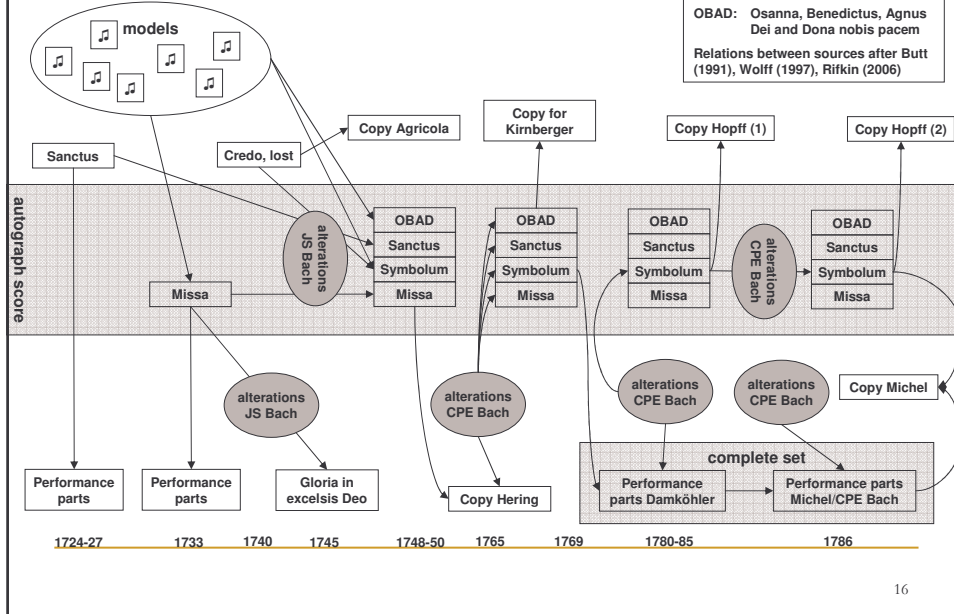 OBAD: Osanna, Benedictus, Agnus
Dei and Dona nobis pacem
Relations between sources after Butt
(1991), Wolff (1997), Rifkin (2006)
models
Copy for
Kirnberger
Copy Agricola
Copy Hopff (1)
Copy Hopff (2)
Sanctus
Credo, lost
autograph score
alterations
JS Bach
OBAD
Sanctus
Symbolum
Missa
OBAD
Sanctus
Symbolum
Missa
OBAD
Sanctus
Symbolum
Missa
alterations
CPE Bach
OBAD
Sanctus
Symbolum
Missa
Missa
alterations
JS Bach
alterations
CPE Bach
alterations
CPE Bach
alterations
CPE Bach
Copy Michel
complete set
Performance
parts
Performance
parts
Gloria in
excelsis Deo
Copy Hering
Performance
parts Damköhler
Performance parts
Michel/CPE Bach
1724-27 1733 1740 1745 1748-50 1765 1769 1780-85 1786
16